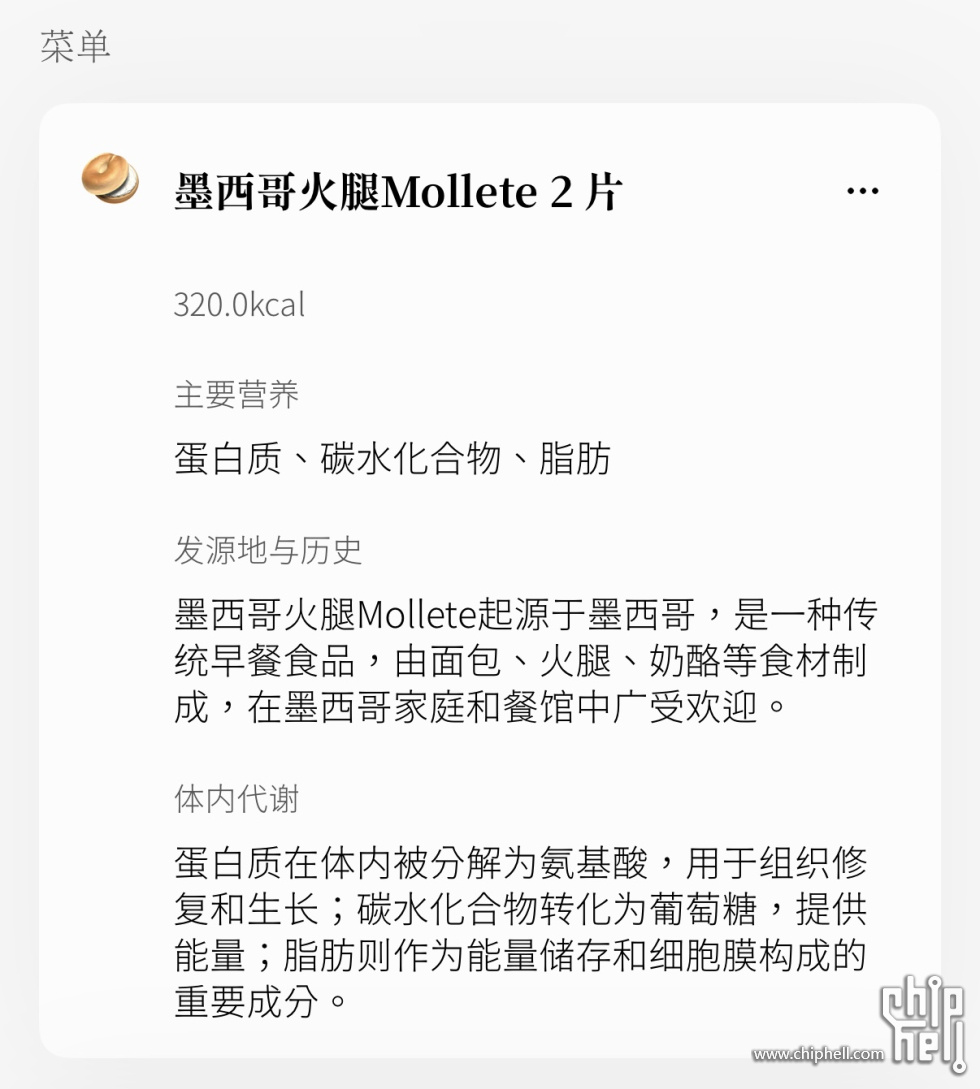 菜单
墨西哥火腿Mollete 2 片
...
320.0kcal
主要营养
蛋白质、碳水化合物、脂肪
发源地与历史
墨西哥火腿Mollete起源于墨西哥，是一种传
统早餐食品，由面包、火腿、奶酪等食材制
成，在墨西哥家庭和餐馆中广受欢迎。
体内代谢
蛋白质在体内被分解为氨基酸，用于组织修
复和生长；碳水化合物转化为葡萄糖，提供
能量；脂肪则作为能量储存和细胞膜构成的
重要成分。
chip
hell
www.chiphell.com